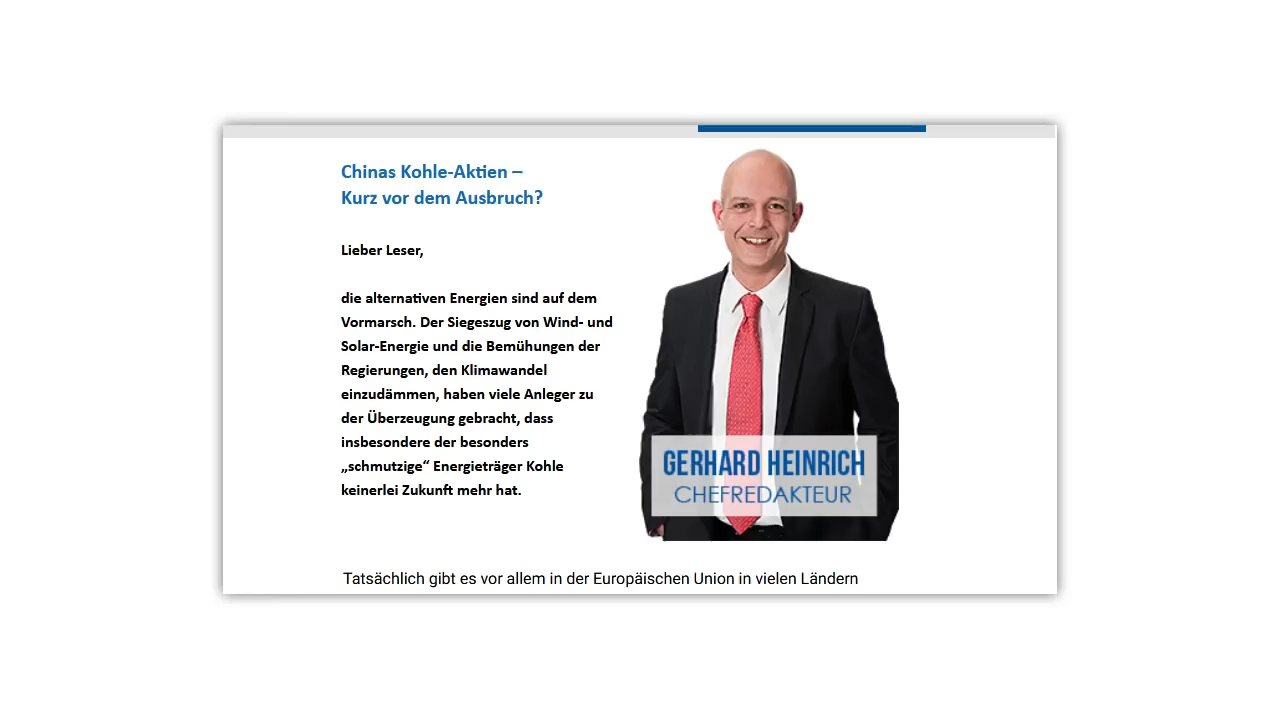 Chinas Kohle-Aktien –
Kurz vor dem Ausbruch?
Lieber Leser,
die alternativen Energien sind auf dem
Vormarsch. Der Siegeszug von Wind- und
Solar-Energie und die Bemühungen der
Regierungen, den Klimawandel
einzudämmen, haben viele Anleger zu
der Überzeugung gebracht, dass
insbesondere der besonders
„schmutzige“ Energieträger Kohle
keinerlei Zukunft mehr hat.
GERHARD HEINRICH
CHEFREDAKTEUR
Tatsächlich gibt es vor allem in der Europäischen Union in vielen Ländern